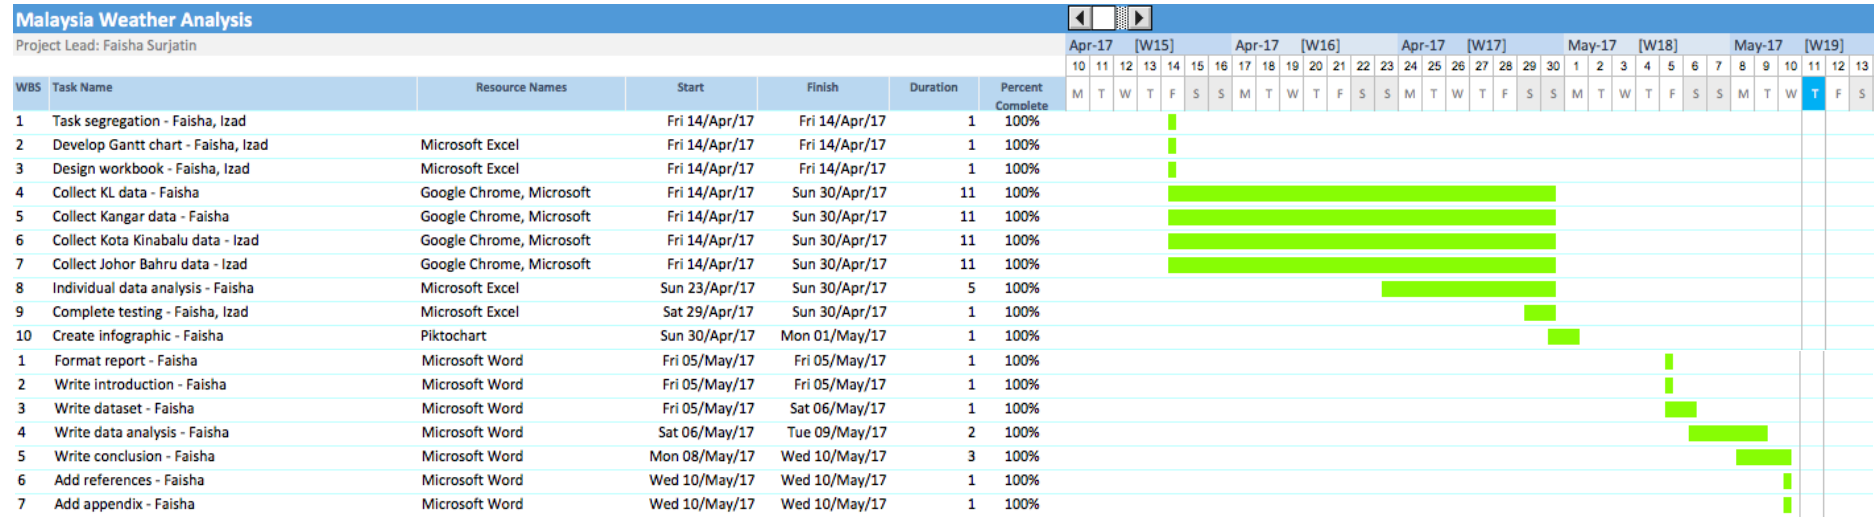 Malaysia Weather Analysis
Project Lead: Faisha Surjatin
Apr-17 [W15] Apr-17 [W16] Apr-17 [W17] May-17 [W18] May-17 [W19]
10 11 12 13 14 15 16 17 18 19 20 21 22 23 24 25 26 27 28 29 30 1 2 3 4 5 6 7 8 9 10 11 12 13
WBS Task Name Resource Names Start Finish Duration Percent Complete
M T W T F S S M T W T F S S M T W T F S S M T W T F S S M T W T F S
1 Task segregation - Faisha, Izad Fri 14/Apr/17 Fri 14/Apr/17 1 100%
2 Develop Gantt chart - Faisha, Izad Microsoft Excel Fri 14/Apr/17 Fri 14/Apr/17 1 100%
3 Design workbook - Faisha, Izad Microsoft Excel Fri 14/Apr/17 Fri 14/Apr/17 1 100%
4 Collect KL data - Faisha Google Chrome, Microsoft Fri 14/Apr/17 Sun 30/Apr/17 11 100%
5 Collect Kangar data - Faisha Google Chrome, Microsoft Fri 14/Apr/17 Sun 30/Apr/17 11 100%
6 Collect Kota Kinabalu data - Izad Google Chrome, Microsoft Fri 14/Apr/17 Sun 30/Apr/17 11 100%
7 Collect Johor Bahru data - Izad Google Chrome, Microsoft Fri 14/Apr/17 Sun 30/Apr/17 11 100%
8 Individual data analysis - Faisha Microsoft Excel Sun 23/Apr/17 Sun 30/Apr/17 5 100%
9 Complete testing - Faisha, Izad Microsoft Excel Sat 29/Apr/17 Sun 30/Apr/17 1 100%
10 Create infographic - Faisha Piktochart Sun 30/Apr/17 Mon 01/May/17 1 100%
1 Format report - Faisha Microsoft Word Fri 05/May/17 Fri 05/May/17 1 100%
2 Write introduction - Faisha Microsoft Word Fri 05/May/17 Fri 05/May/17 1 100%
3 Write dataset - Faisha Microsoft Word Fri 05/May/17 Sat 06/May/17 1 100%
4 Write data analysis - Faisha Microsoft Word Sat 06/May/17 Tue 09/May/17 2 100%
5 Write conclusion - Faisha Microsoft Word Mon 08/May/17 Wed 10/May/17 3 100%
6 Add references - Faisha Microsoft Word Wed 10/May/17 Wed 10/May/17 1 100%
7 Add appendix - Faisha Microsoft Word Wed 10/May/17 Wed 10/May/17 1 100%